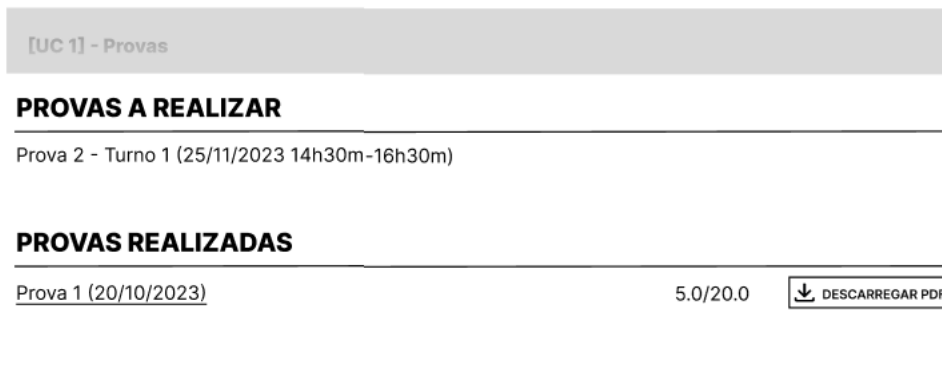 [UC 1] - Provas
PROVAS A REALIZAR
Prova 2 - Turno 1 (25/11/2023 14h30m-16h30m)
PROVAS REALIZADAS
Prova 1 (20/10/2023) 5.0/20.0 DESCARREGAR PDF